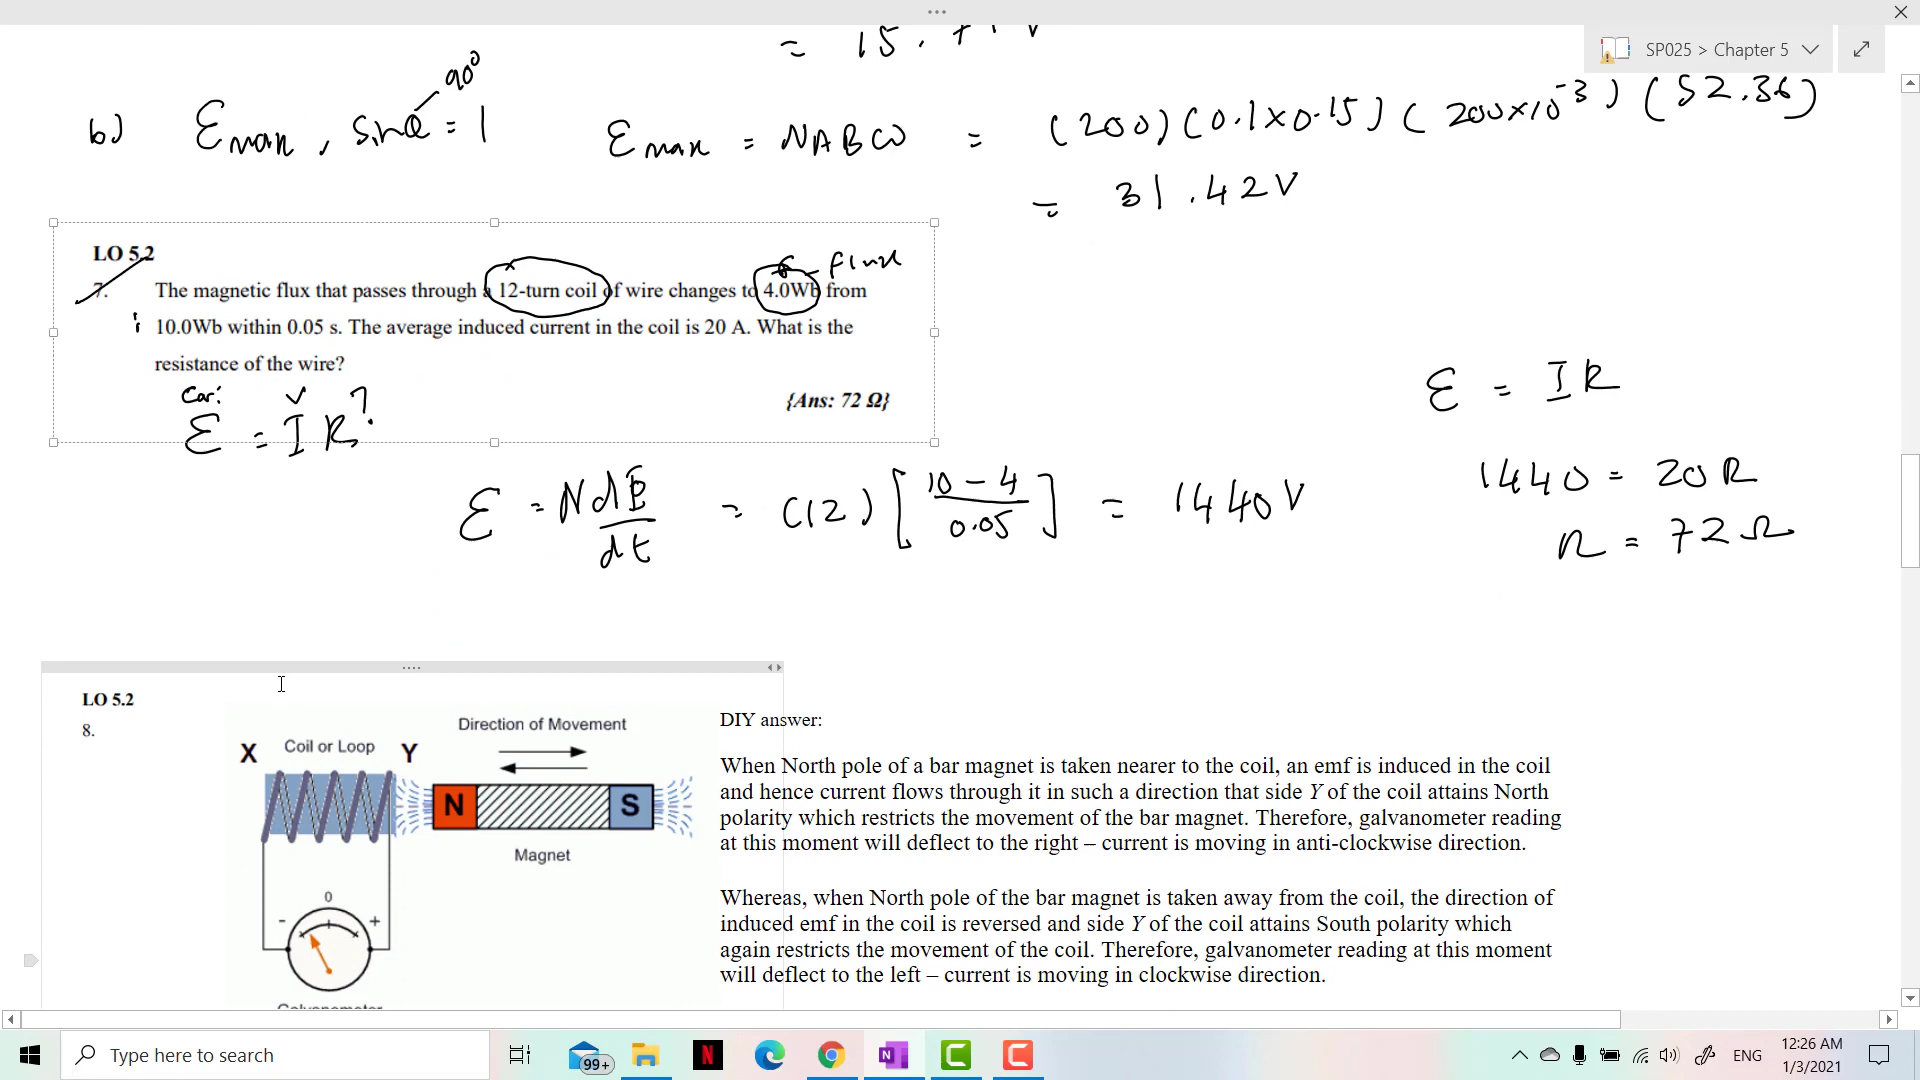 SP025 > Chapter 5
90°
b) Ɛmax, sinθ = 1
Ɛmax = NABω = (200)(0.1×0.15)(200×10⁻³)(52.36)
= 31.42V
LO 5.2
f - flux
7. The magnetic flux that passes through a 12-turn coil of wire changes to 4.0Wb from
i 10.0Wb within 0.05 s. The average induced current in the coil is 20 A. What is the
resistance of the wire?
{Ans: 72 Ω}
Cari
Ɛ = I R?
Ɛ = IR
Ɛ = N dΦ/dt = (12) [10 - 4 / 0.05] = 1440 V
1440 = 20R
R = 72Ω
LO 5.2
8.
X Coil or Loop Y
Direction of Movement
N S
Magnet
0
- +
DIY answer:
When North pole of a bar magnet is taken nearer to the coil, an emf is induced in the coil
and hence current flows through it in such a direction that side Y of the coil attains North
polarity which restricts the movement of the bar magnet. Therefore, galvanometer reading
at this moment will deflect to the right – current is moving in anti-clockwise direction.
Whereas, when North pole of the bar magnet is taken away from the coil, the direction of
induced emf in the coil is reversed and side Y of the coil attains South polarity which
again restricts the movement of the coil. Therefore, galvanometer reading at this moment
will deflect to the left – current is moving in clockwise direction.
Type here to search
99+
N
N
C
C
ENG
12:26 AM
1/3/2021